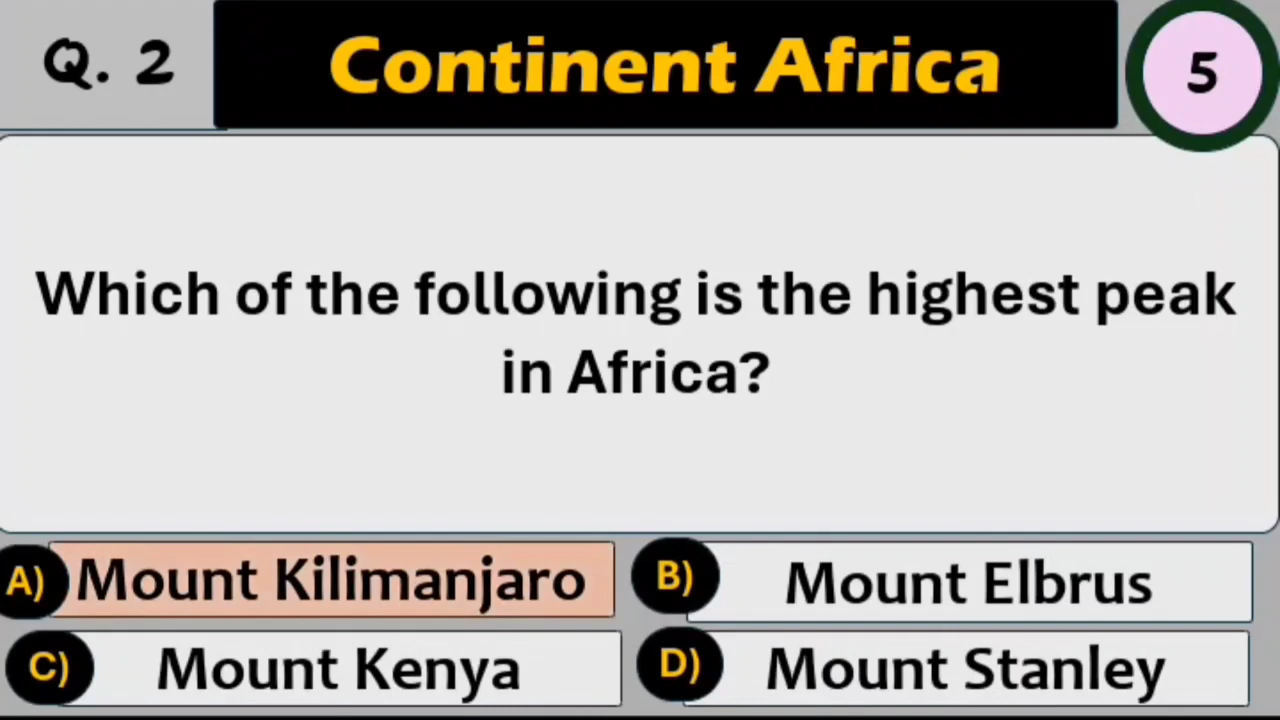 Q. 2
Continent Africa
5
Which of the following is the highest peak
in Africa?
A) Mount Kilimanjaro
B) Mount Elbrus
C) Mount Kenya
D) Mount Stanley